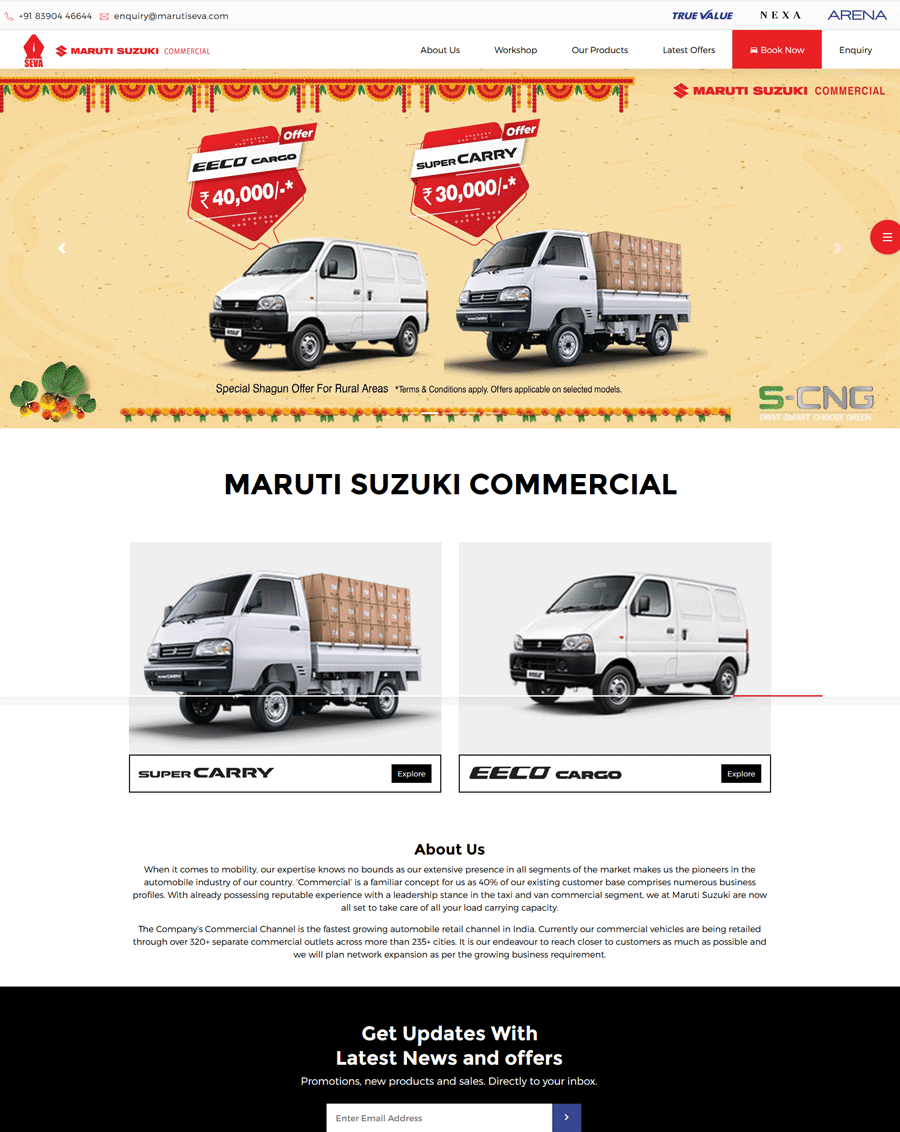 +91 83904 46644 enquiry@marutiseva.com TRUE VALUE NEXA ARENA
SEVA MARUTI SUZUKI COMMERCIAL About Us Workshop Our Products Latest Offers Book Now Enquiry
MARUTI SUZUKI COMMERCIAL
Offer
EECO CARGO
₹ 40,000/-*
Offer
SUPER CARRY
₹ 30,000/-*
SUPER CARRY
Special Shagun Offer For Rural Areas *Terms & Conditions apply. Offers applicable on selected models.
S-CNG
DRIVE SMART. CHOOSE GREEN.
MARUTI SUZUKI COMMERCIAL
SUPER CARRY
SUPER CARRY Explore
EECO CARGO Explore
About Us
When it comes to mobility, our expertise knows no bounds as our extensive presence in all segments of the market makes us the pioneers in the
automobile industry of our country. ‘Commercial’ is a familiar concept for us as 40% of our existing customer base comprises numerous business
profiles. With already possessing reputable experience with a leadership stance in the taxi and van commercial segment, we at Maruti Suzuki are now
all set to take care of all your load carrying capacity.
The Company’s Commercial Channel is the fastest growing automobile retail channel in India. Currently our commercial vehicles are being retailed
through over 320+ separate commercial outlets across more than 235+ cities. It is our endeavour to reach closer to customers as much as possible and
we will plan network expansion as per the growing business requirement.
Get Updates With
Latest News and offers
Promotions, new products and sales. Directly to your inbox.
Enter Email Address